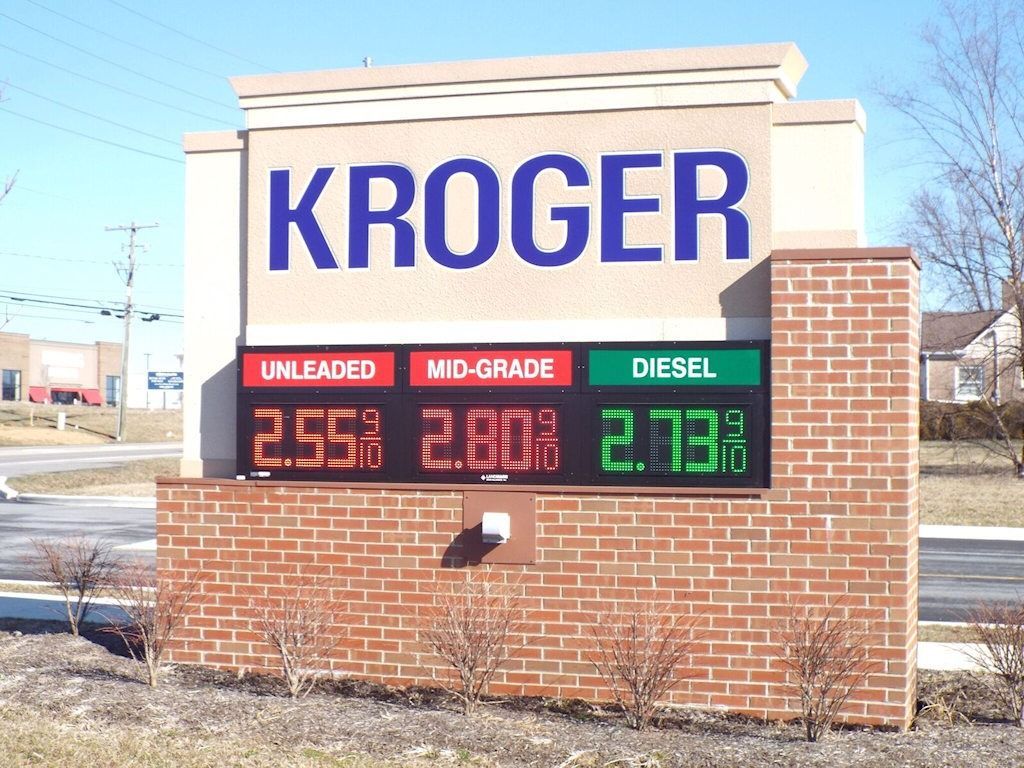 KROGER
UNLEADED MID-GRADE DIESEL
2.55 9/10 2.80 9/10 2.73 9/10